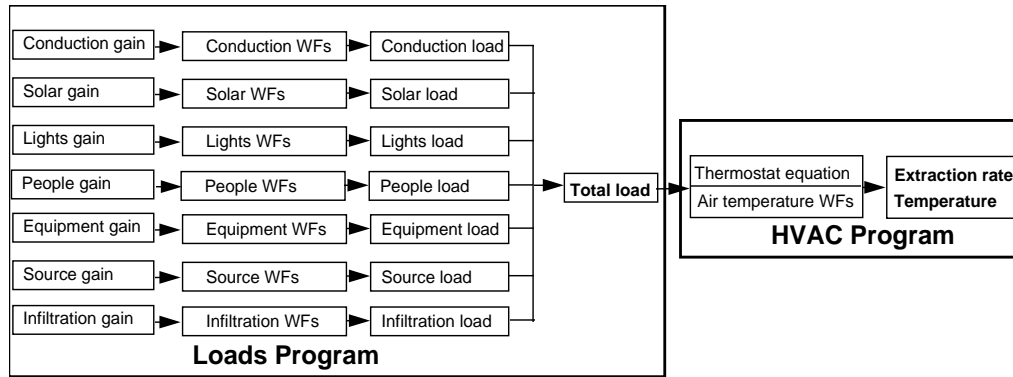 Conduction gain
Conduction WFs
Conduction load
Solar gain
Solar WFs
Solar load
Lights gain
Lights WFs
Lights load
People gain
People WFs
People load
Equipment gain
Equipment WFs
Equipment load
Source gain
Source WFs
Source load
Infiltration gain
Infiltration WFs
Infiltration load
Total load
Loads Program
Thermostat equation
Air temperature WFs
Extraction rate
Temperature
HVAC Program